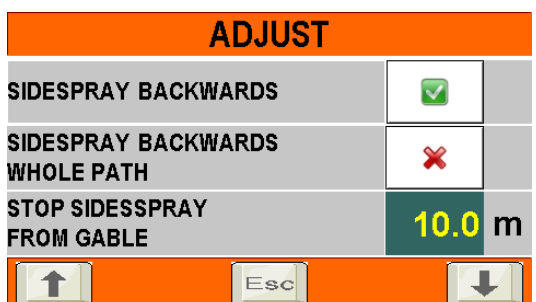 ADJUST
SIDESPRAY BACKWARDS
SIDESPRAY BACKWARDS
WHOLE PATH
STOP SIDESSPRAY
FROM GABLE
10.0 m
Esc